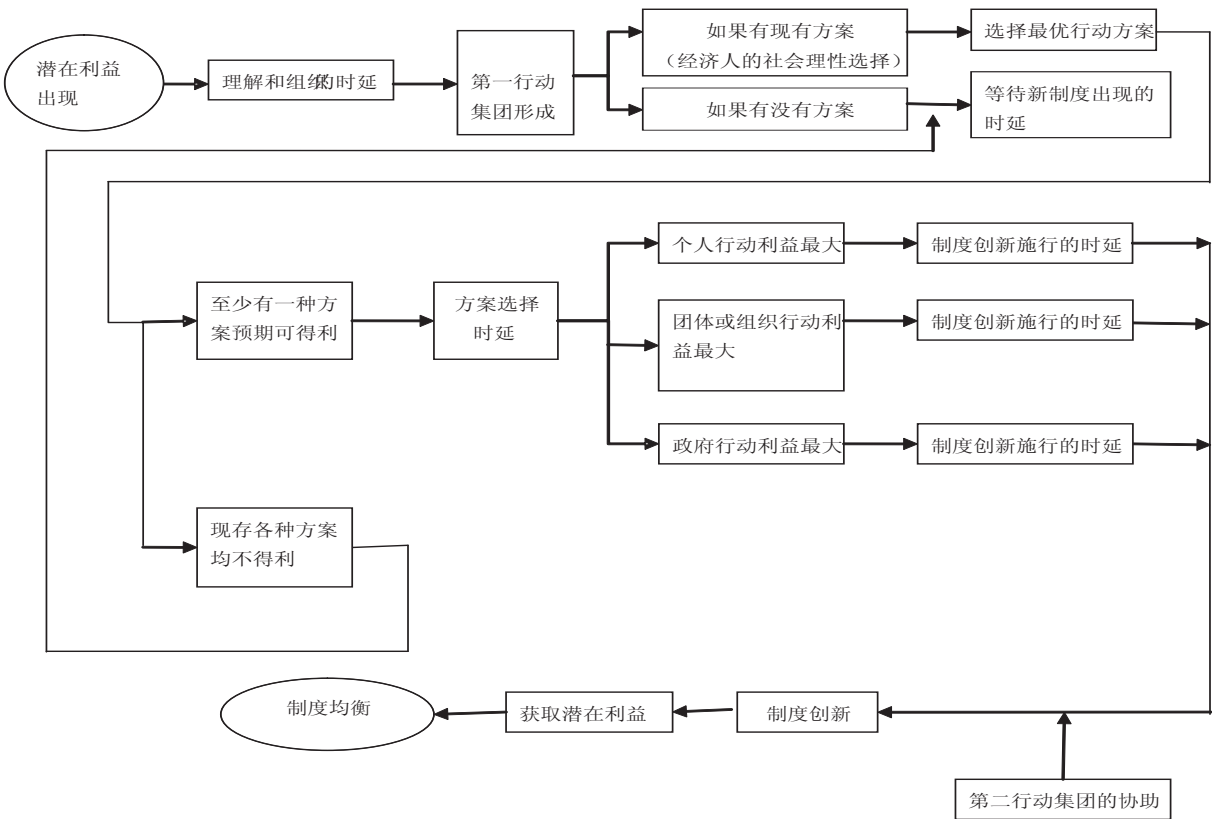 潜在利益
出现
理解和组织的时延
第一行动
集团形成
如果有现有方案
（经济人的社会理性选择）
选择最优行动方案
如果有没有方案
等待新制度出现的
时延
至少有一种方
案预期可得利
方案选择
时延
个人行动利益最大
制度创新施行的时延
团体或组织行动利
益最大
制度创新施行的时延
政府行动利益最大
制度创新施行的时延
现存各种方案
均不得利
制度均衡
获取潜在利益
制度创新
第二行动集团的协助